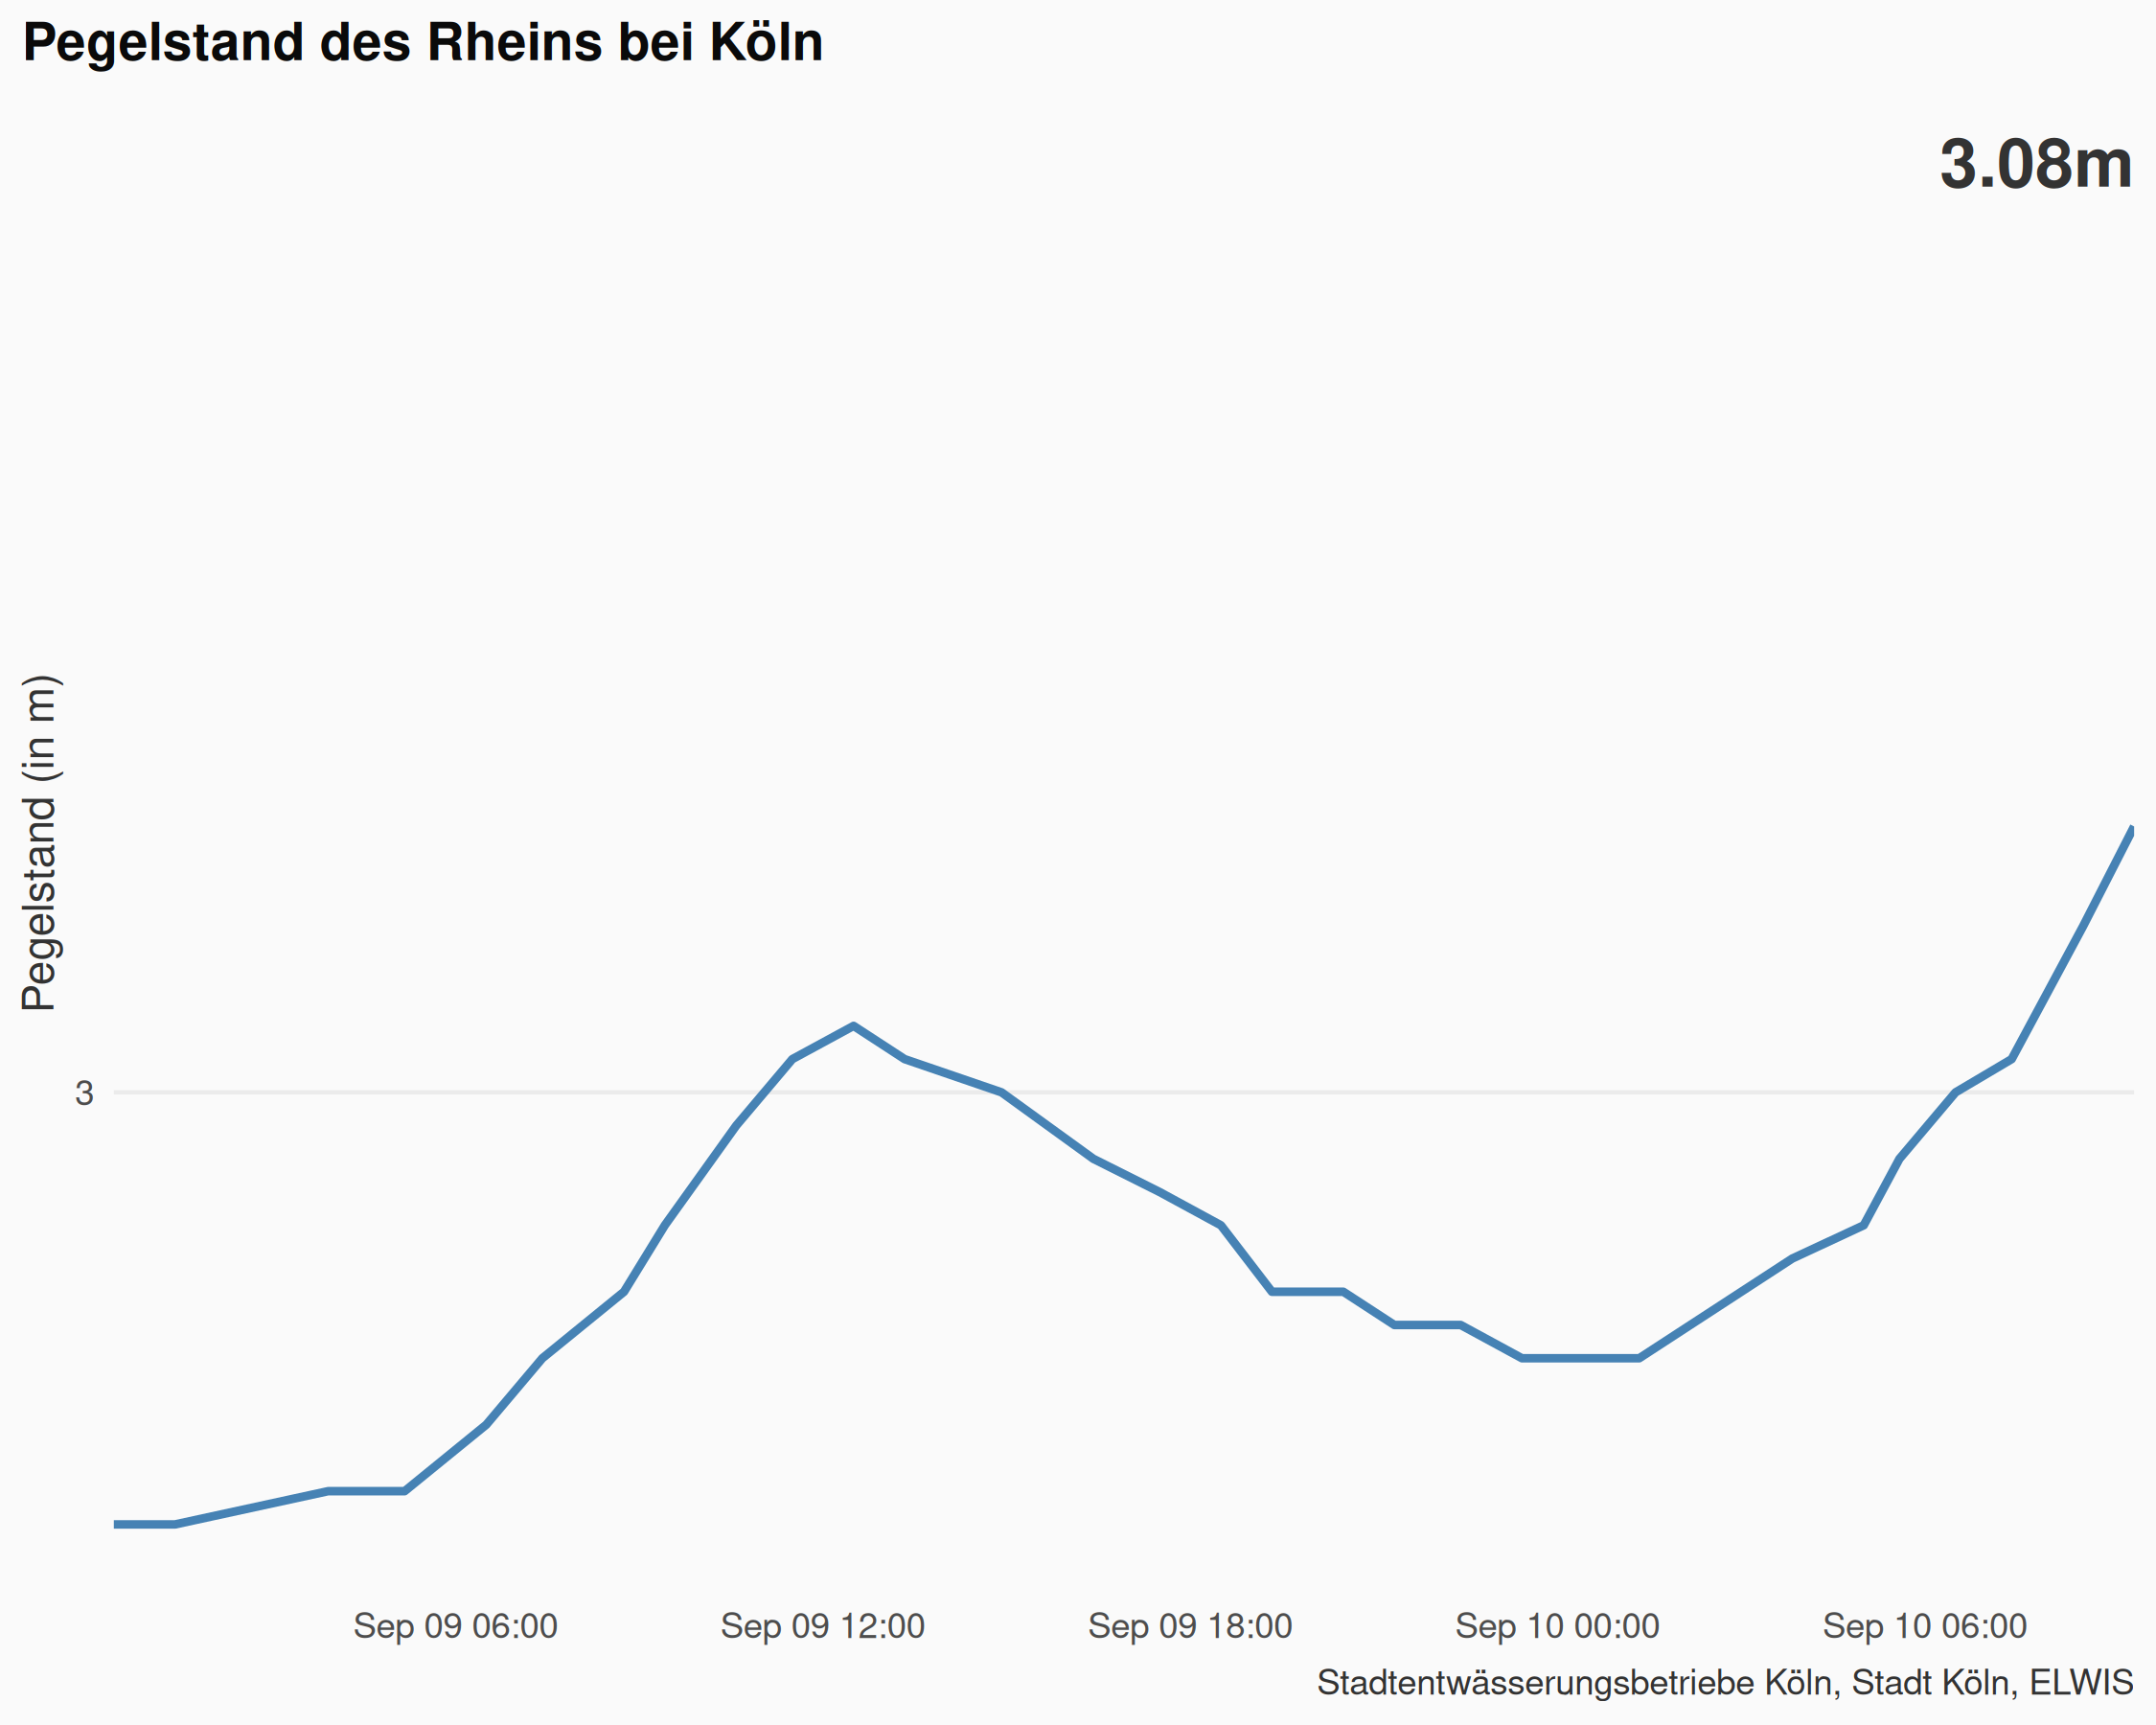 Pegelstand des Rheins bei Köln
3.08m
Pegelstand (in m)
3
Sep 09 06:00 Sep 09 12:00 Sep 09 18:00 Sep 10 00:00 Sep 10 06:00
Stadtentwässerungsbetriebe Köln, Stadt Köln, ELWIS